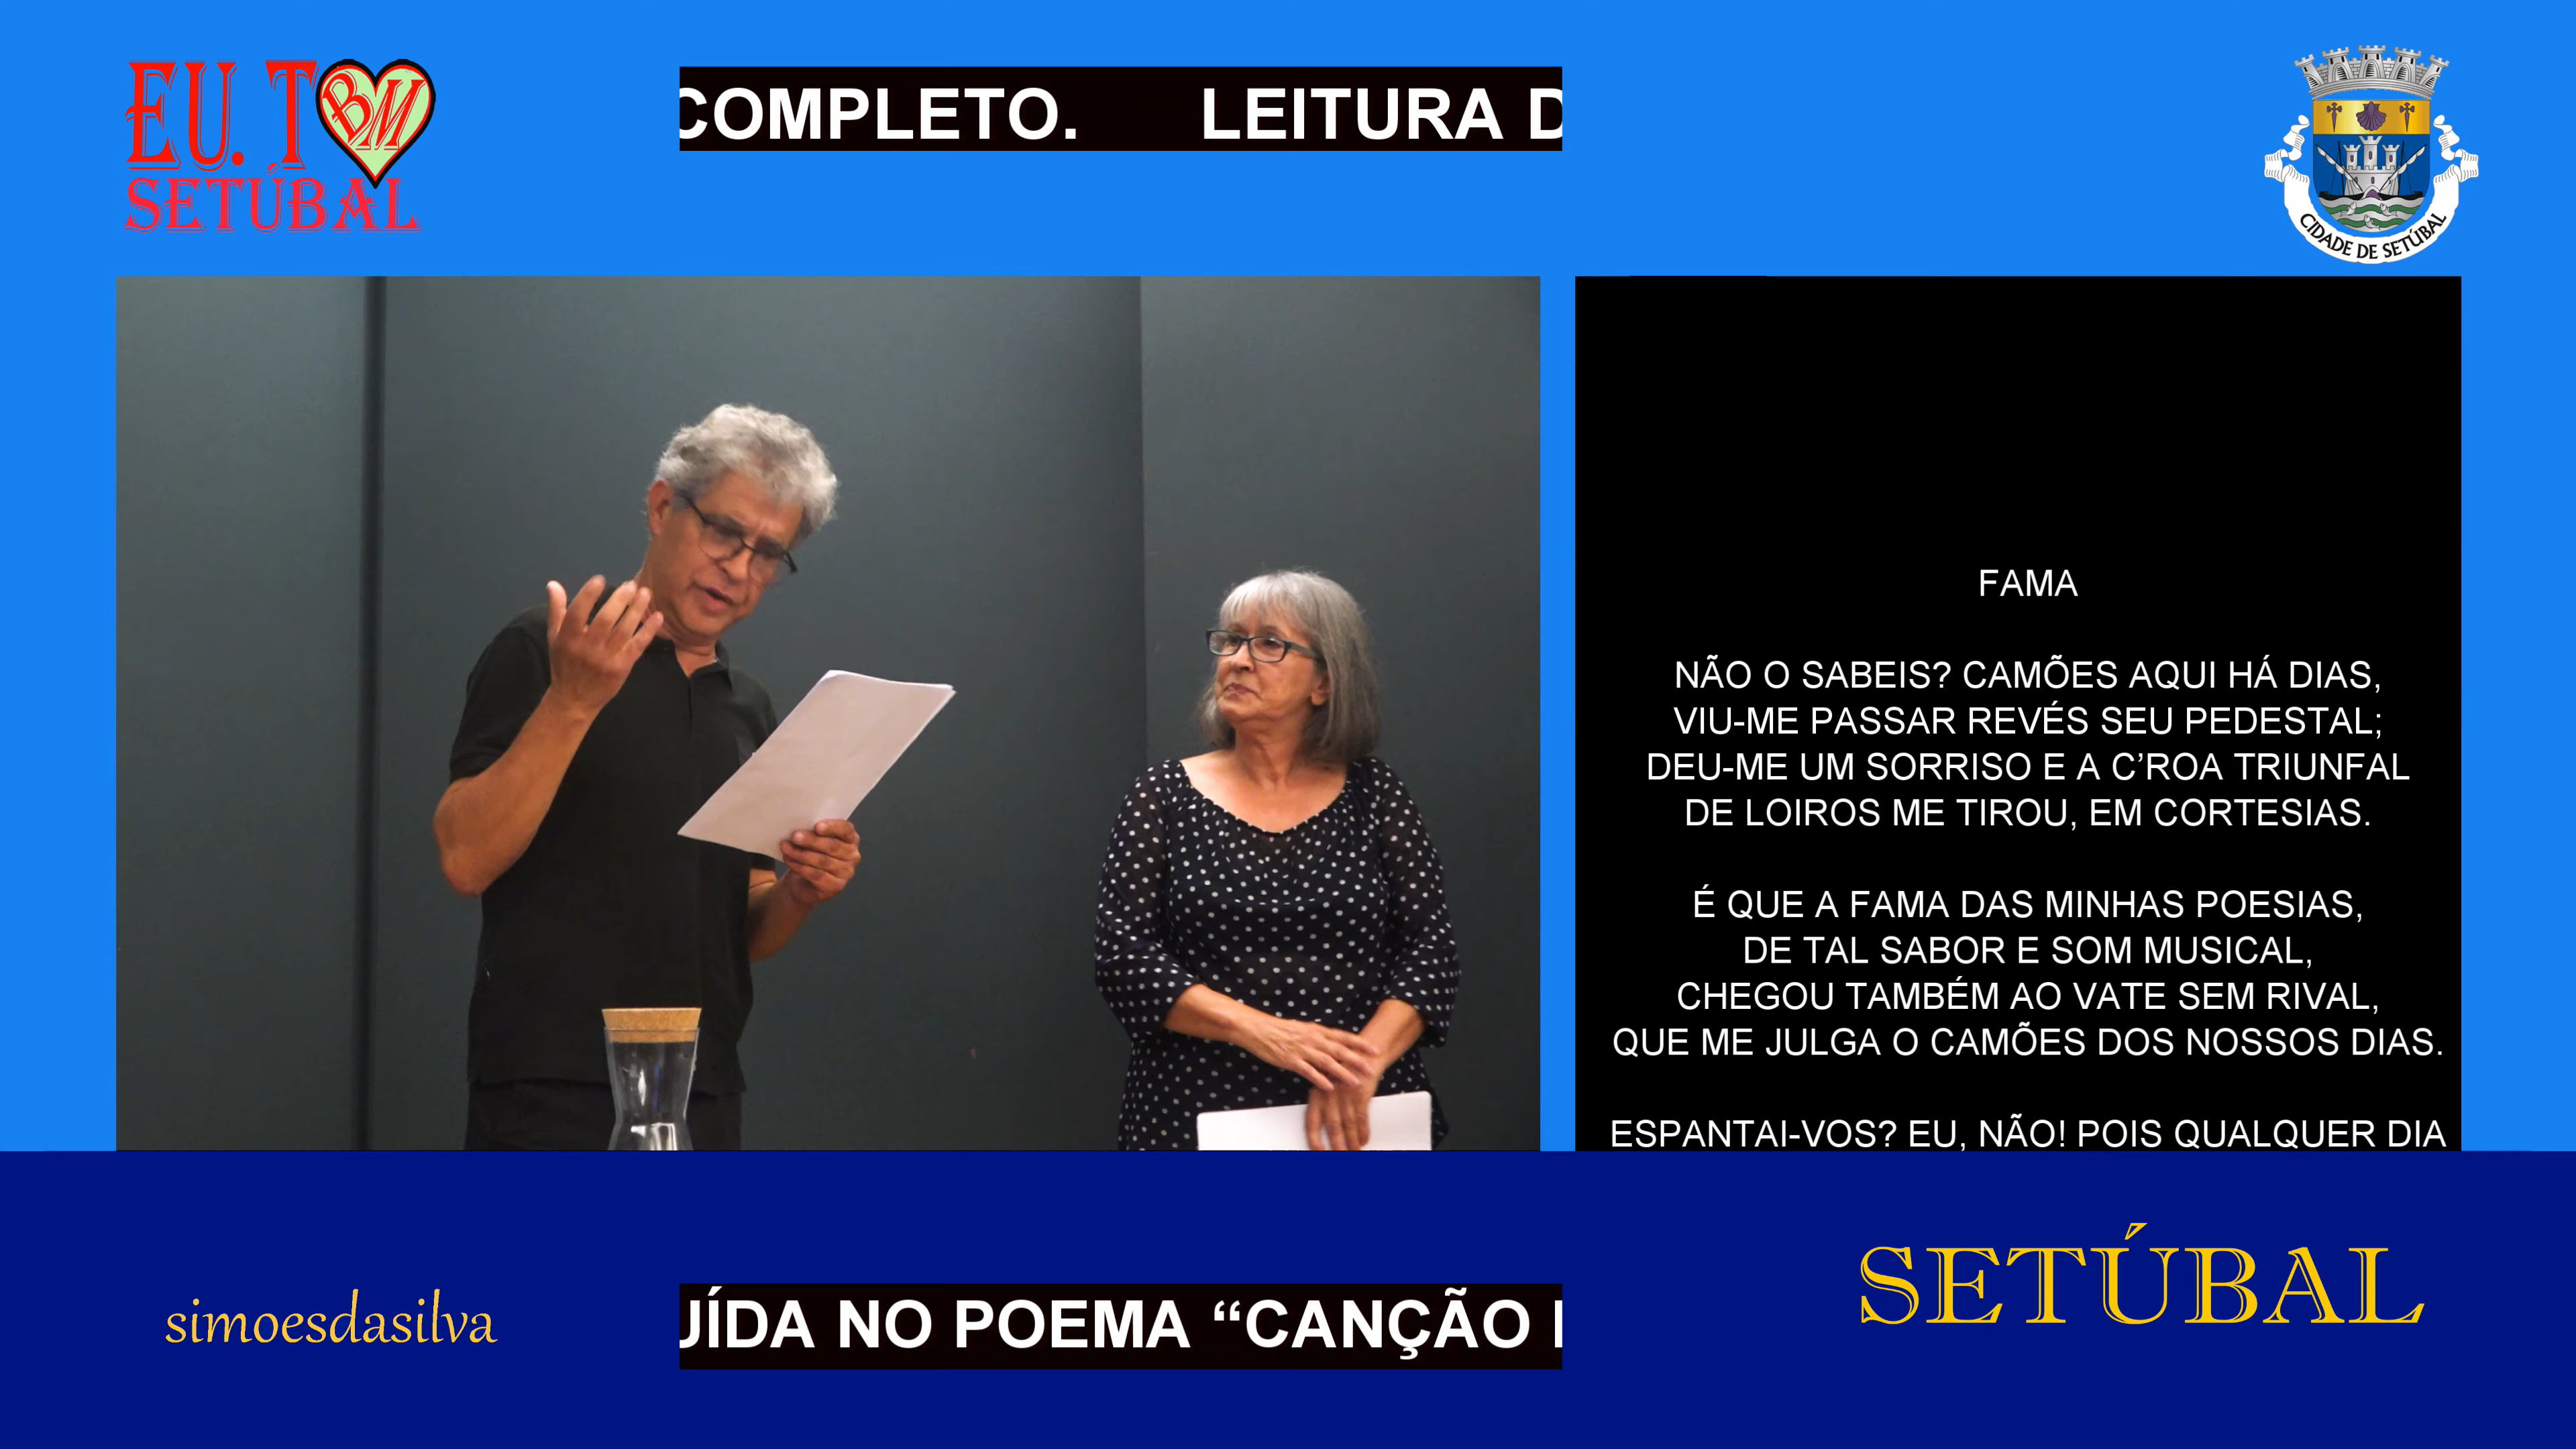 EU. T BM
SETÚBAL
COMPLETO. LEITURA D
CIDADE DE SETÚBAL
FAMA
NÃO O SABEIS? CAMÕES AQUI HÁ DIAS,
VIU-ME PASSAR REVÉS SEU PEDESTAL;
DEU-ME UM SORRISO E A C’ROA TRIUNFAL
DE LOIROS ME TIROU, EM CORTESIAS.
É QUE A FAMA DAS MINHAS POESIAS,
DE TAL SABOR E SOM MUSICAL,
CHEGOU TAMBÉM AO VATE SEM RIVAL,
QUE ME JULGA O CAMÕES DOS NOSSOS DIAS.
ESPANTAI-VOS? EU, NÃO! POIS QUALQUER DIA
simoesdasilva
UÍDA NO POEMA “CANÇÃO
SETÚBAL